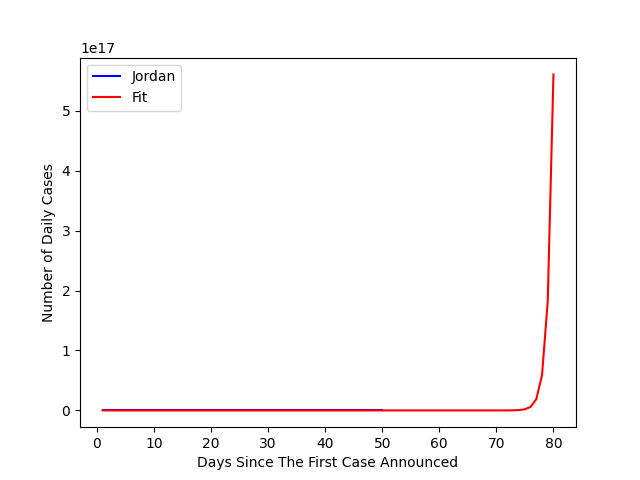 1e17
Jordan
Fit
5
4
3
2
1
0
Number of Daily Cases
0 10 20 30 40 50 60 70 80
Days Since The First Case Announced